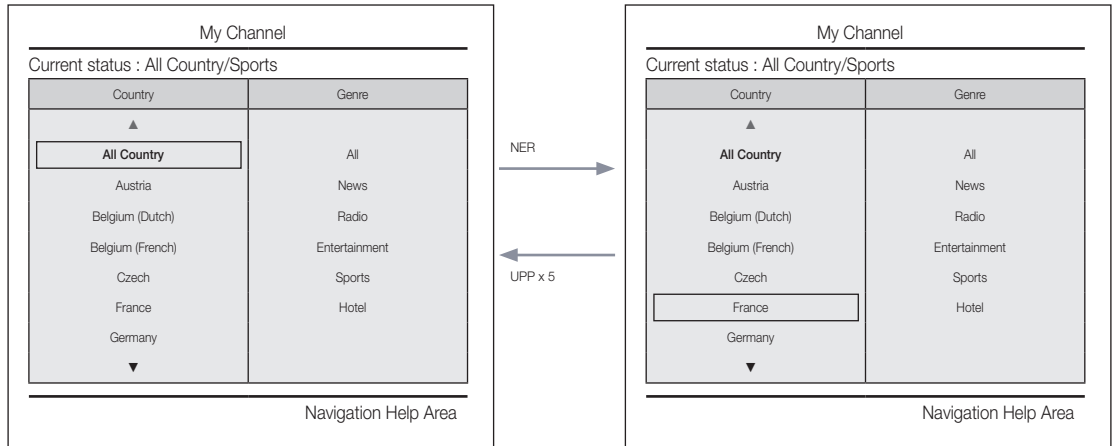 My Channel
Current status : All Country/Sports
Country Genre
▲
All Country All
Austria News
Belgium (Dutch) Radio
Belgium (French) Entertainment
Czech Sports
France Hotel
Germany
▼
Navigation Help Area
NER
UPP x 5
My Channel
Current status : All Country/Sports
Country Genre
▲
All Country All
Austria News
Belgium (Dutch) Radio
Belgium (French) Entertainment
Czech Sports
France Hotel
Germany
▼
Navigation Help Area